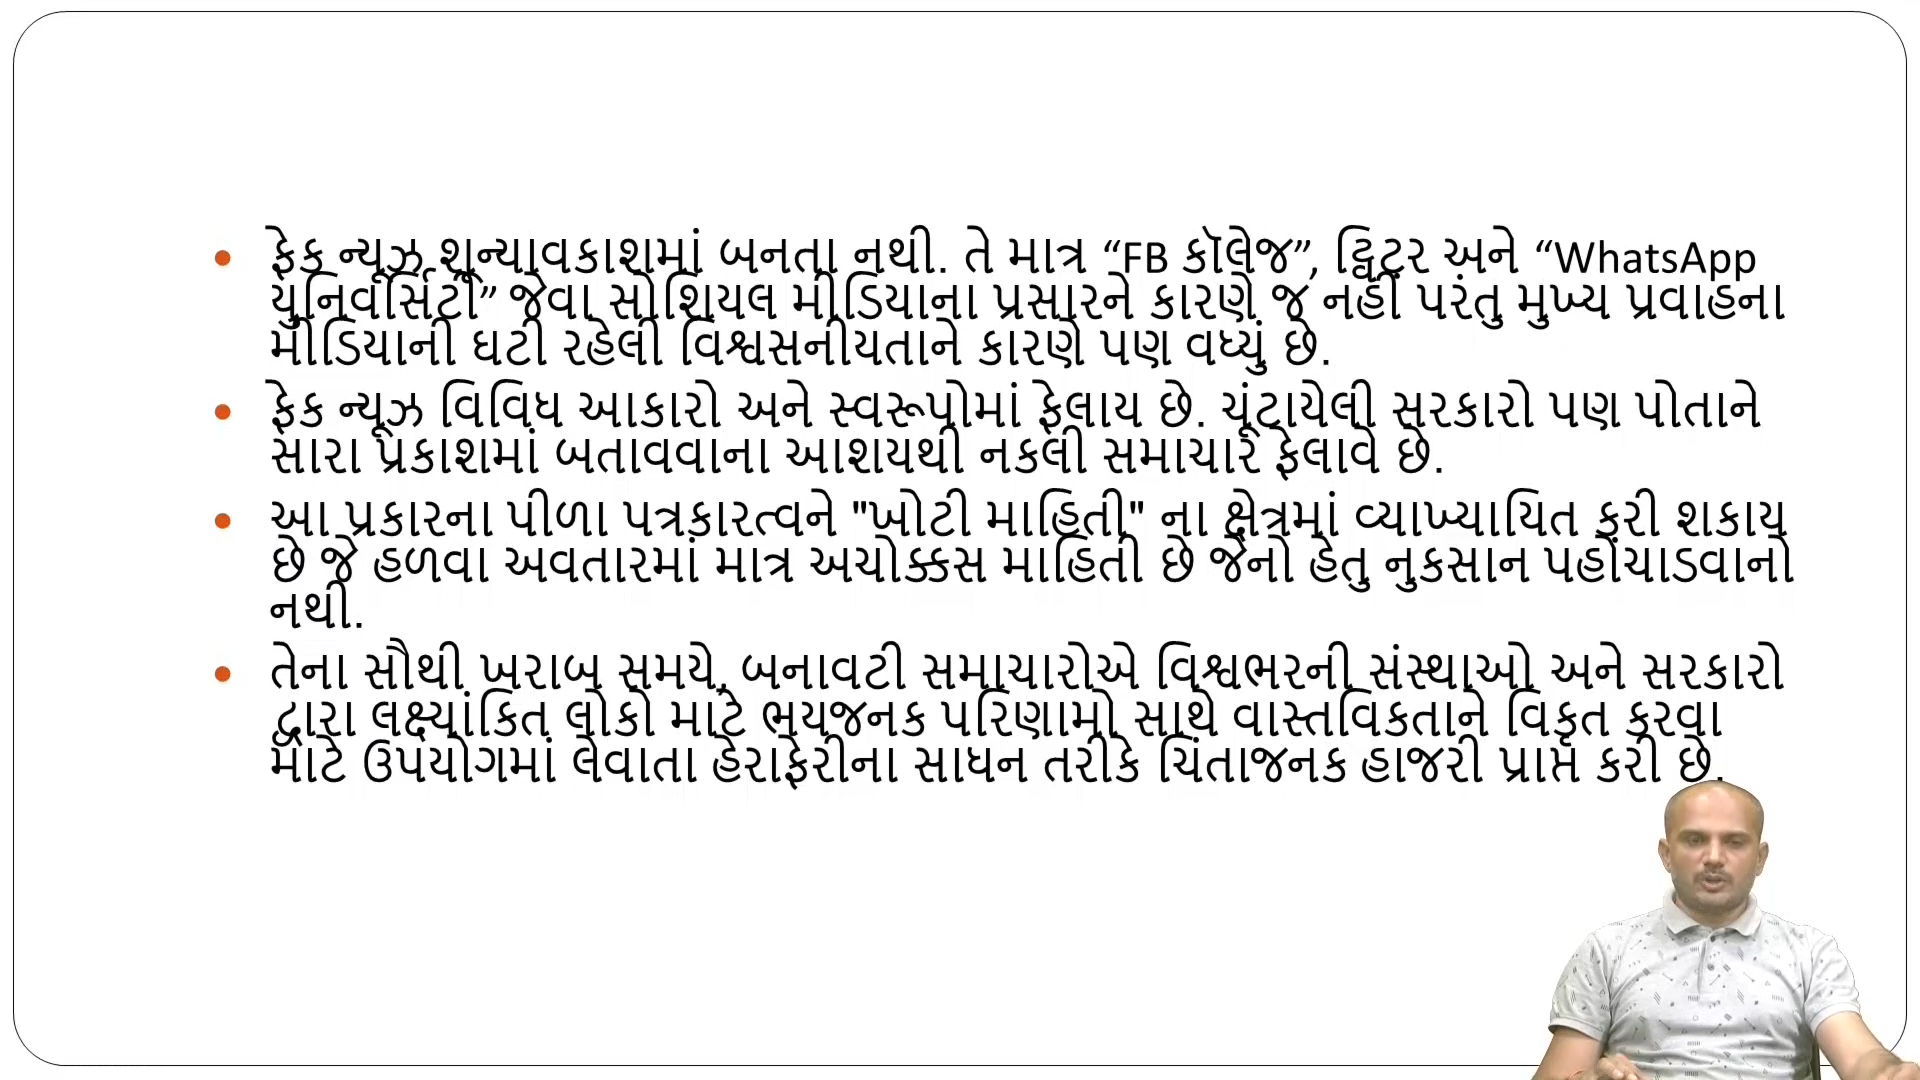 ફેક ન્યૂઝ શૂન્યાવકાશમાં બનતા નથી. તે માત્ર “FB કૉલેજ”, ટ્વિટર અને “WhatsApp
યુનિવર્સિટી” જેવા સોશિયલ મીડિયાના પ્રસારને કારણે જ નહીં પરંતુ મુખ્ય પ્રવાહના
મીડિયાની ઘટી રહેલી વિશ્વસનીયતાને કારણે પણ વધ્યું છે.
ફેક ન્યૂઝ વિવિધ આકારો અને સ્વરૂપોમાં ફેલાય છે. ચૂંટાયેલી સરકારો પણ પોતાને
સારા પ્રકાશમાં બતાવવાના આશયથી નકલી સમાચાર ફેલાવે છે.
આ પ્રકારના પીળા પત્રકારત્વને "ખોટી માહિતી" ના ક્ષેત્રમાં વ્યાખ્યાયિત કરી શકાય
છે જે હળવા અવતારમાં માત્ર અચોક્કસ માહિતી છે જેનો હેતુ નુકસાન પહોંચાડવાનો
નથી.
તેના સૌથી ખરાબ સમયે, બનાવટી સમાચારોએ વિશ્વભરની સંસ્થાઓ અને સરકારો
દ્વારા લક્ષ્યાંકિત લોકો માટે ભયજનક પરિણામો સાથે વાસ્તવિકતાને વિકૃત કરવા
માટે ઉપયોગમાં લેવાતા હેરાફેરીના સાધન તરીકે ચિંતાજનક હાજરી પ્રાપ્ત કરી છે.